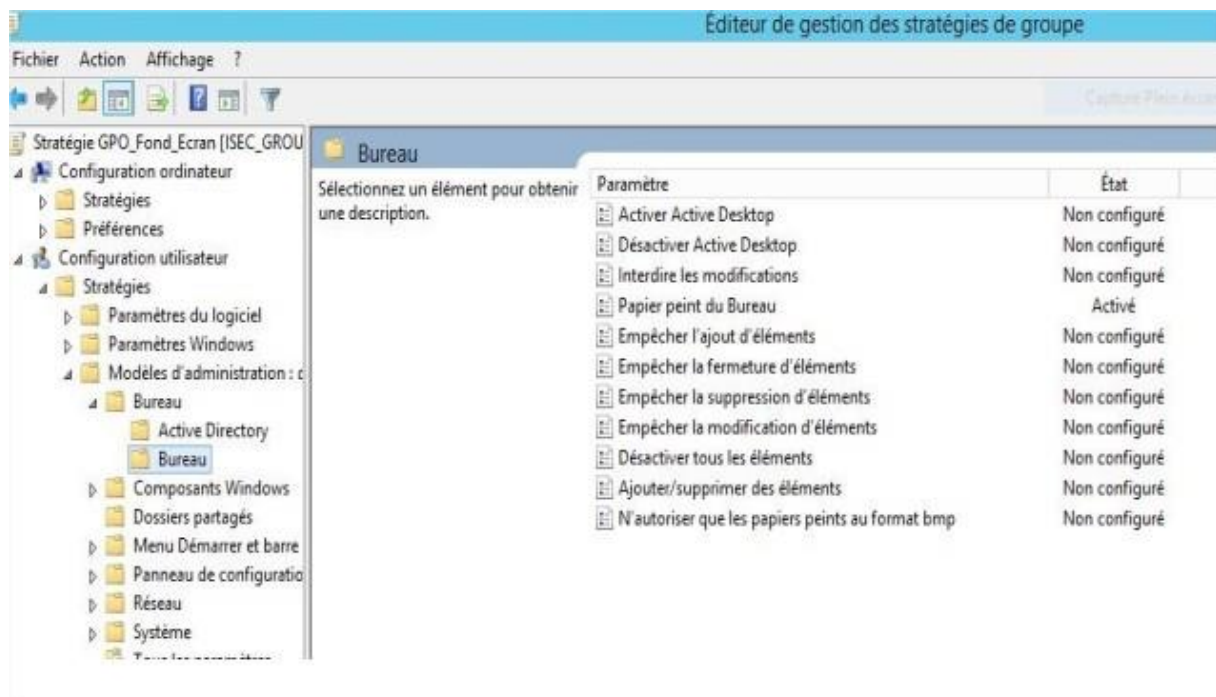 Éditeur de gestion des stratégies de groupe
Fichier Action Affichage ?
Capture Plein écran
Stratégie GPO_Fond_Ecran [ISEC_GROU
Configuration ordinateur
Stratégies
Préférences
Configuration utilisateur
Stratégies
Paramètres du logiciel
Paramètres Windows
Modèles d'administration : d
Bureau
Active Directory
Bureau
Composants Windows
Dossiers partagés
Menu Démarrer et barre
Panneau de configuratio
Réseau
Système
Bureau
Sélectionnez un élément pour obtenir
une description.
Paramètre État
Activer Active Desktop Non configuré
Désactiver Active Desktop Non configuré
Interdire les modifications Non configuré
Papier peint du Bureau Activé
Empêcher l'ajout d'éléments Non configuré
Empêcher la fermeture d'éléments Non configuré
Empêcher la suppression d'éléments Non configuré
Empêcher la modification d'éléments Non configuré
Désactiver tous les éléments Non configuré
Ajouter/supprimer des éléments Non configuré
N'autoriser que les papiers peints au format bmp Non configuré